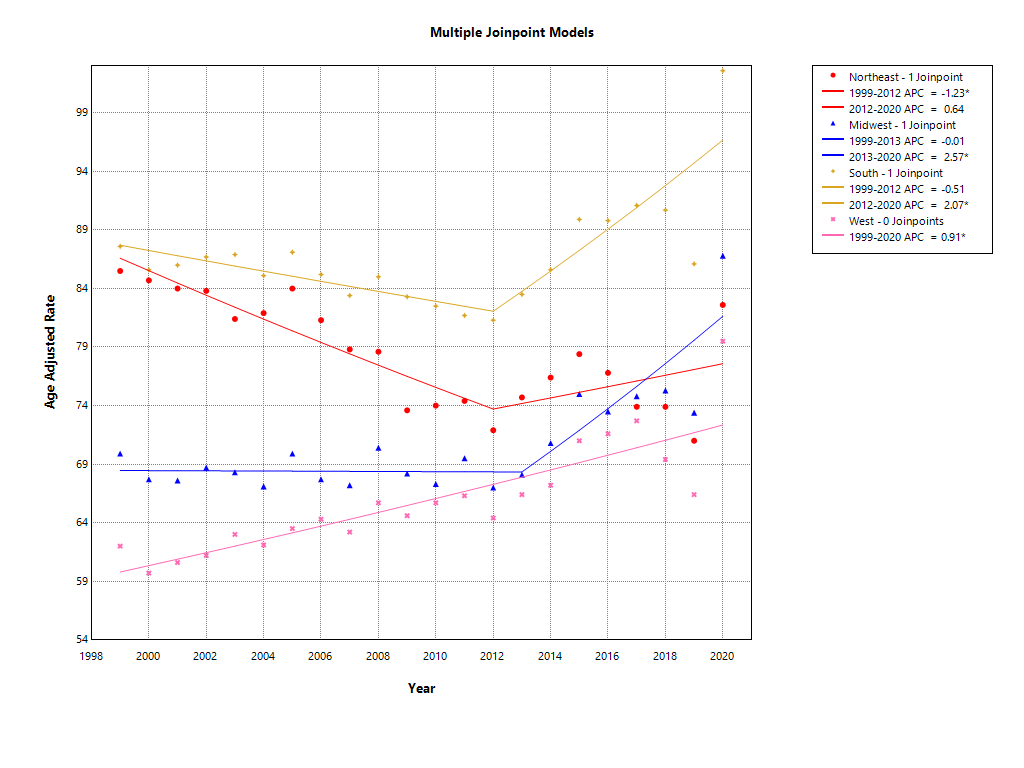 Multiple Joinpoint Models
Northeast - 1 Joinpoint
1999-2012 APC = -1.23*
2012-2020 APC = 0.64
Midwest - 1 Joinpoint
1999-2013 APC = -0.01
2013-2020 APC = 2.57*
South - 1 Joinpoint
1999-2012 APC = -0.51
2012-2020 APC = 2.07*
West - 0 Joinpoints
1999-2020 APC = 0.91*
Age Adjusted Rate
99
94
89
84
79
74
69
64
59
54
1998 2000 2002 2004 2006 2008 2010 2012 2014 2016 2018 2020
Year